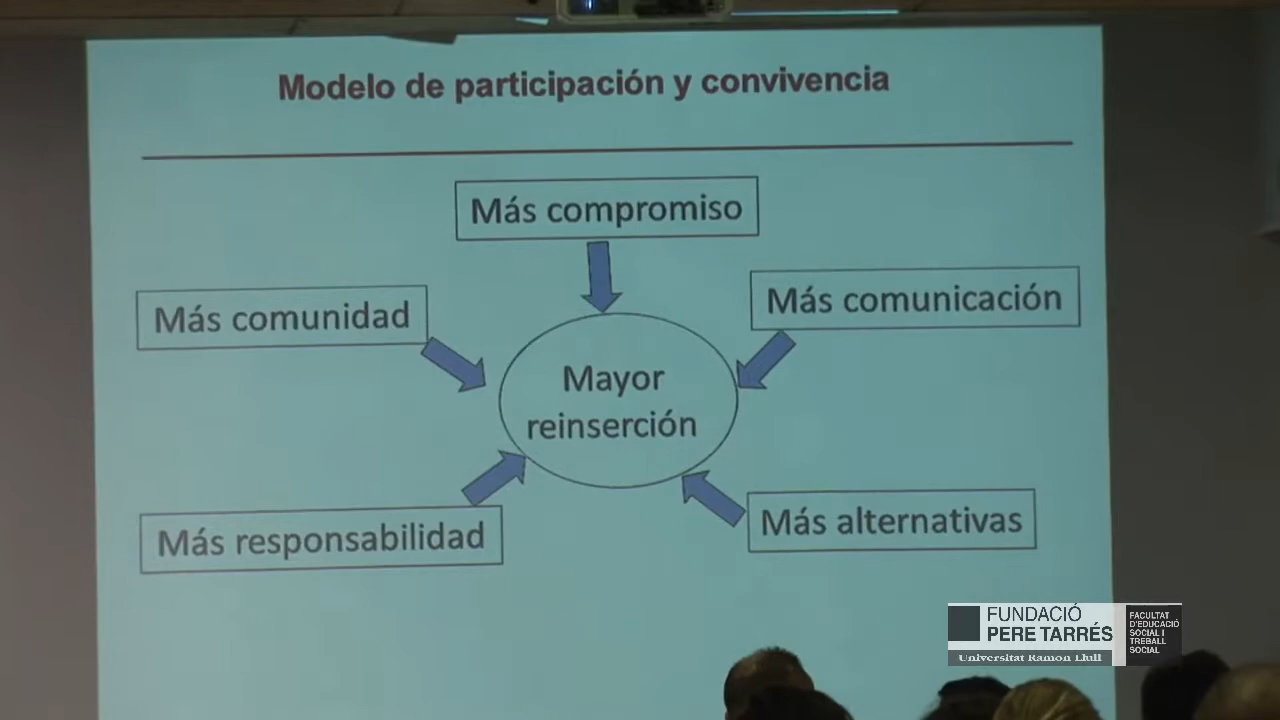 Modelo de participación y convivencia
Más compromiso
Más comunidad
Más comunicación
Mayor
reinserción
Más responsabilidad
Más alternativas
FUNDACIÓ
PERE TARRÉS
Universitat Ramon Llull
FACULTAT
D'EDUCACIÓ
SOCIAL I
TREBALL
SOCIAL